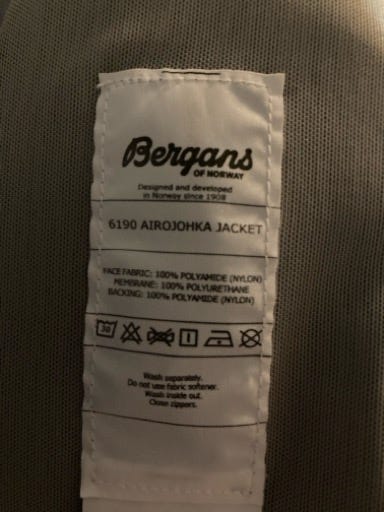 Bergans
OF NORWAY
Designed and developed
in Norway since 1908
6190 AIROJOHKA JACKET
FACE FABRIC: 100% POLYAMIDE (NYLON)
MEMBRANE: 100% POLYURETHANE
BACKING: 100% POLYAMIDE (NYLON)
30
Wash separately.
Do not use fabric softener.
Wash inside out.
Close zippers.